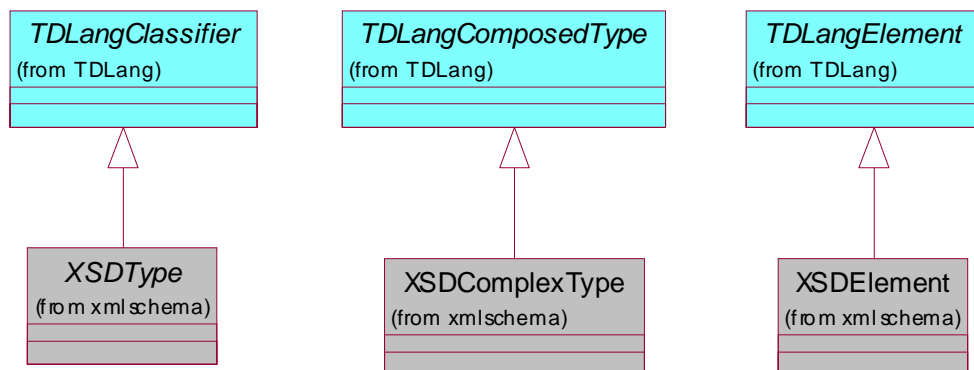 TDLangClassifier
(from TDLang)
TDLangComposedType
(from TDLang)
TDLangElement
(from TDLang)
XSDType
(from xmlschema)
XSDComplexType
(from xmlschema)
XSDElement
(from xmlschema)